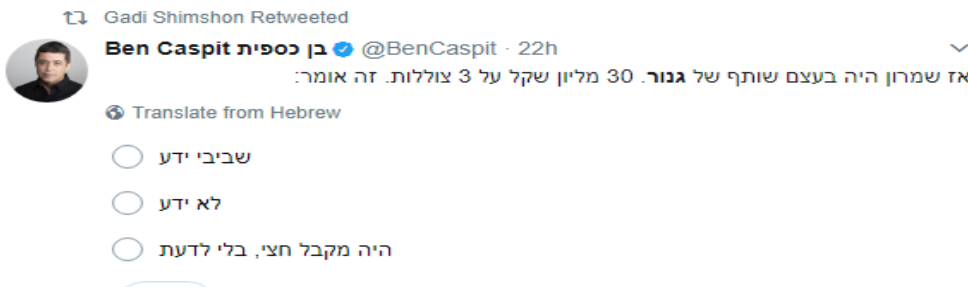 Gadi Shimshon Retweeted
Ben Caspit בן כספית @BenCaspit · 22h
אז שמרון היה בעצם שותף של גנור. 30 מליון שקל על 3 צוללות. זה אומר:
Translate from Hebrew
שביבי ידע
לא ידע
היה מקבל חצי, בלי לדעת